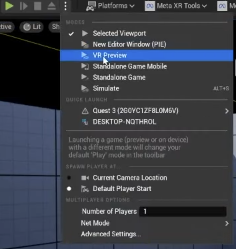 Platforms
Meta XR Tools
ctive
Lit
MODES
Selected Viewport
New Editor Window (PIE)
VR Preview
Standalone Game Mobile
Standalone Game
Simulate ALT+S
QUICK LAUNCH
Quest 3 (2G0YC1ZF8L0M6V)
DESKTOP-NQTHROL
Launching a game (preview or on device)
with a different mode will change your
default 'Play' mode in the toolbar
SPAWN PLAYER AT
Current Camera Location
Default Player Start
MULTIPLAYER OPTIONS
Number of Players 1
Net Mode
Advanced Settings...